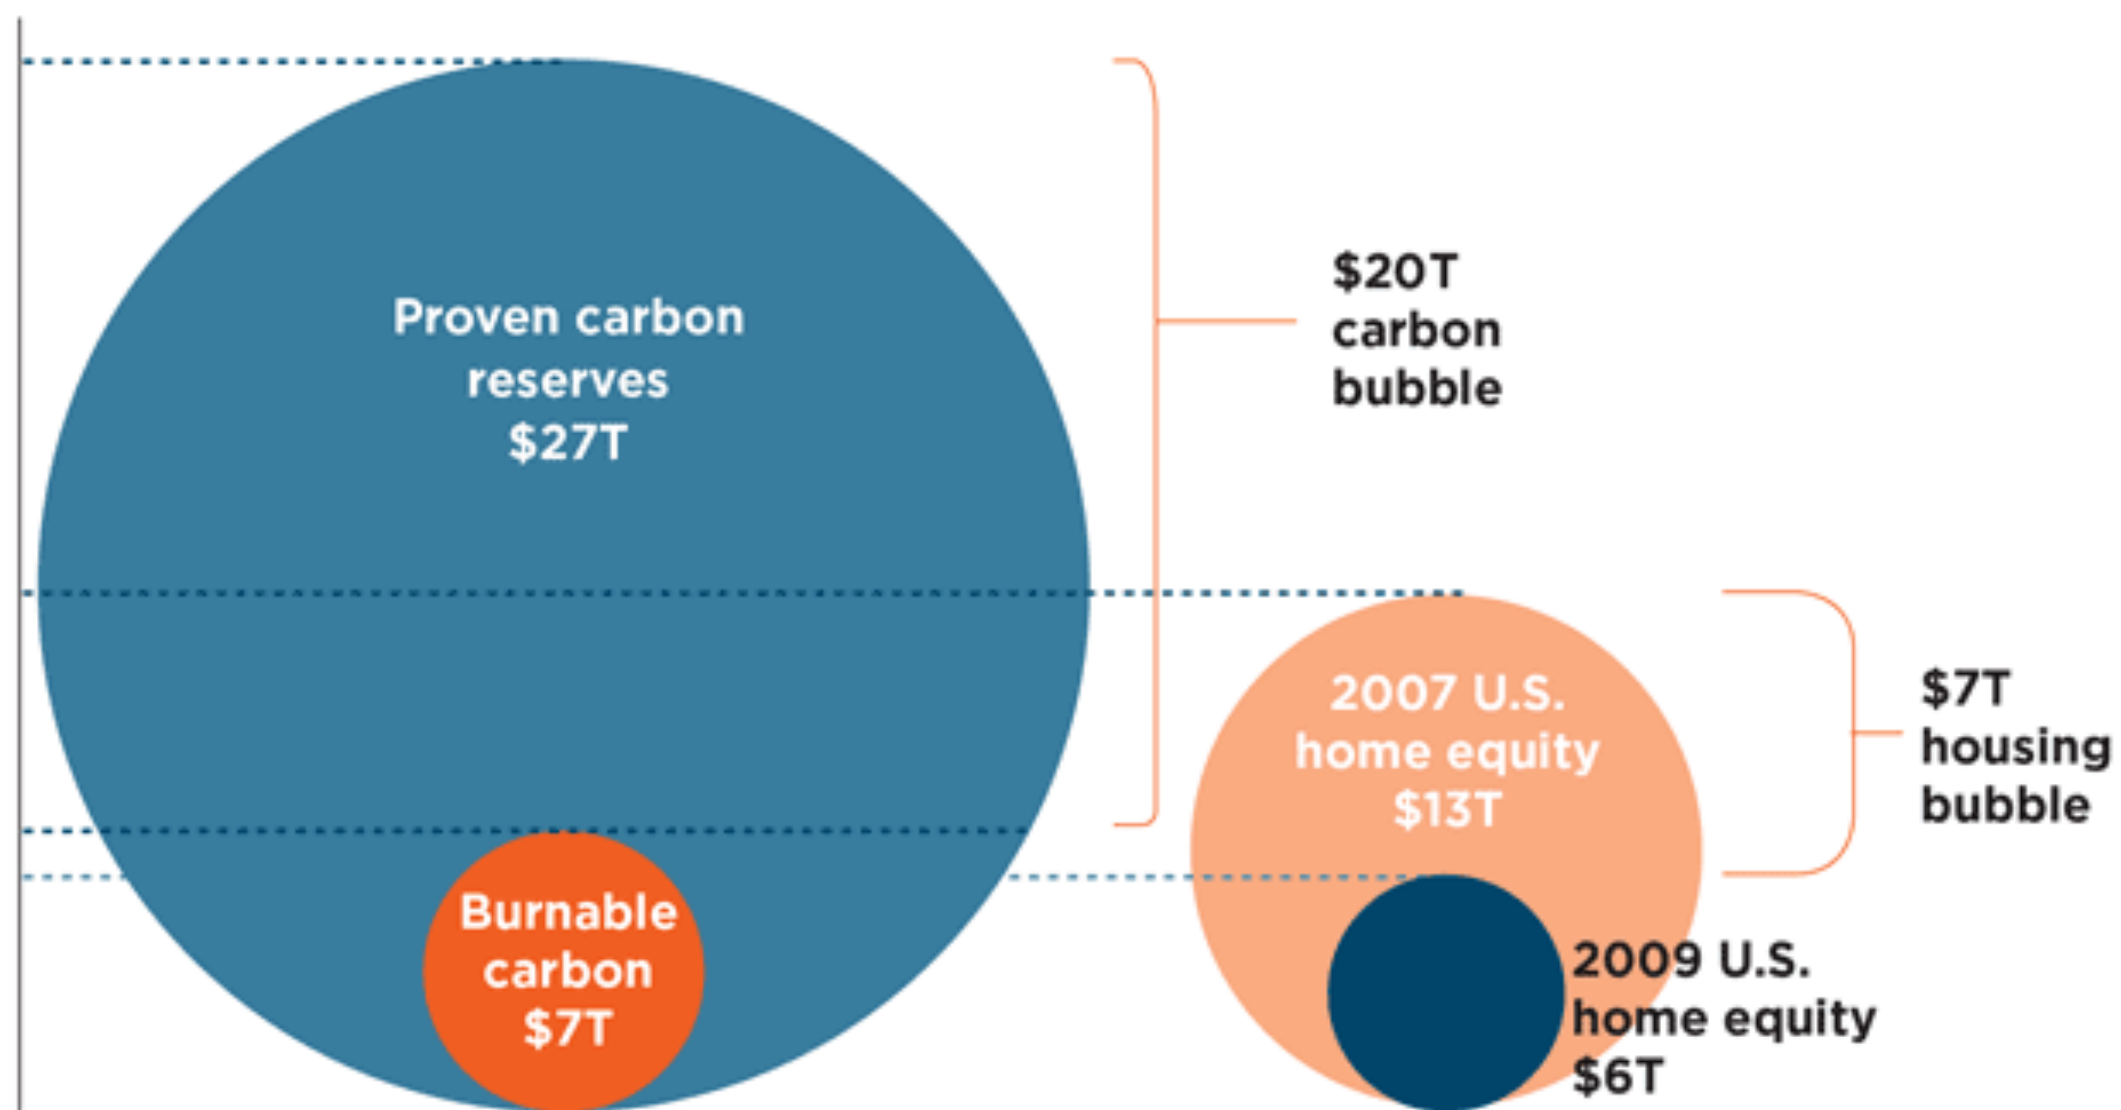 Proven carbon
reserves
$27T
$20T
carbon
bubble
2007 U.S.
home equity
$13T
$7T
housing
bubble
Burnable
carbon
$7T
2009 U.S.
home equity
$6T